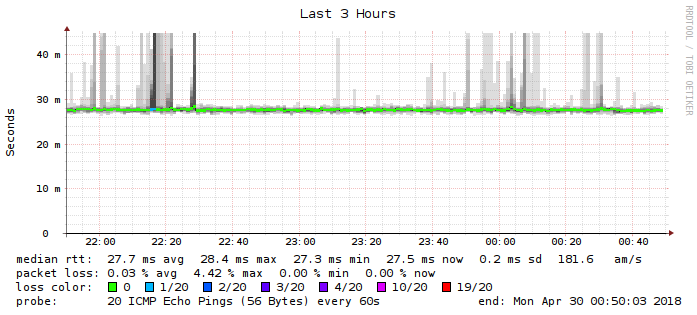 Last 3 Hours
RRDTOOL / TOBI OETIKER
Seconds
40 m
30 m
20 m
10 m
0
22:00 22:20 22:40 23:00 23:20 23:40 00:00 00:20 00:40
median rtt: 27.7 ms avg 28.4 ms max 27.3 ms min 27.5 ms now 0.2 ms sd 181.6 am/s
packet loss: 0.03 % avg 4.42 % max 0.00 % min 0.00 % now
loss color: 0 1/20 2/20 3/20 4/20 10/20 19/20
probe: 20 ICMP Echo Pings (56 Bytes) every 60s end: Mon Apr 30 00:50:03 2018